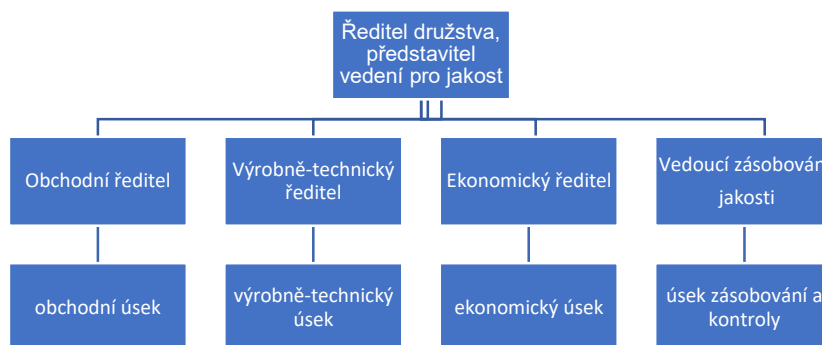 Ředitel družstva,
představitel
vedení pro jakost
Obchodní ředitel
Výrobně-technický
ředitel
Ekonomický ředitel
Vedoucí zásobování
jakosti
obchodní úsek
výrobně-technický
úsek
ekonomický úsek
úsek zásobování a
kontroly